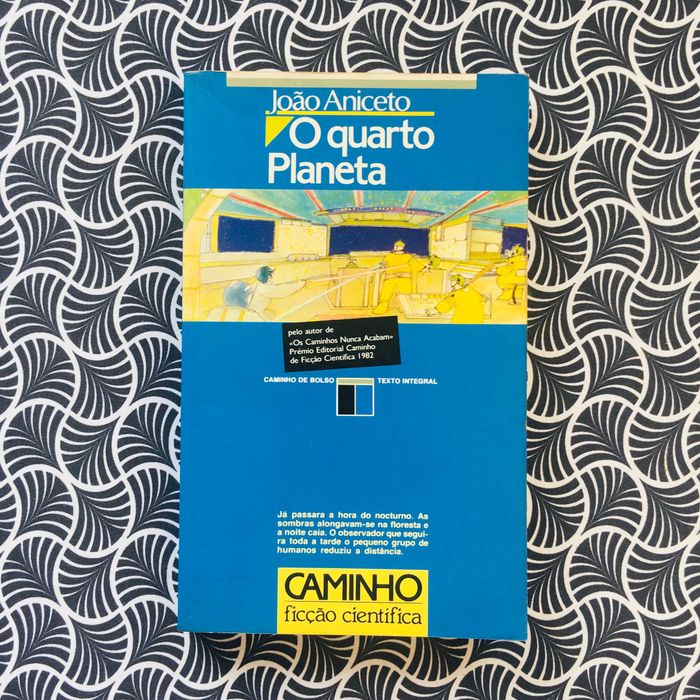 João Aniceto
O quarto
Planeta
pelo autor de
«Os Caminhos Nunca Acabam»
Prémio Editorial Caminho
de Ficção Científica 1982
CAMINHO DE BOLSO TEXTO INTEGRAL
Já passara a hora do nocturno. As
sombras alongavam-se na floresta e
a noite caía. O observador que segui-
ra toda a tarde o pequeno grupo de
humanos reduziu a distância.
CAMINHO
ficção científica